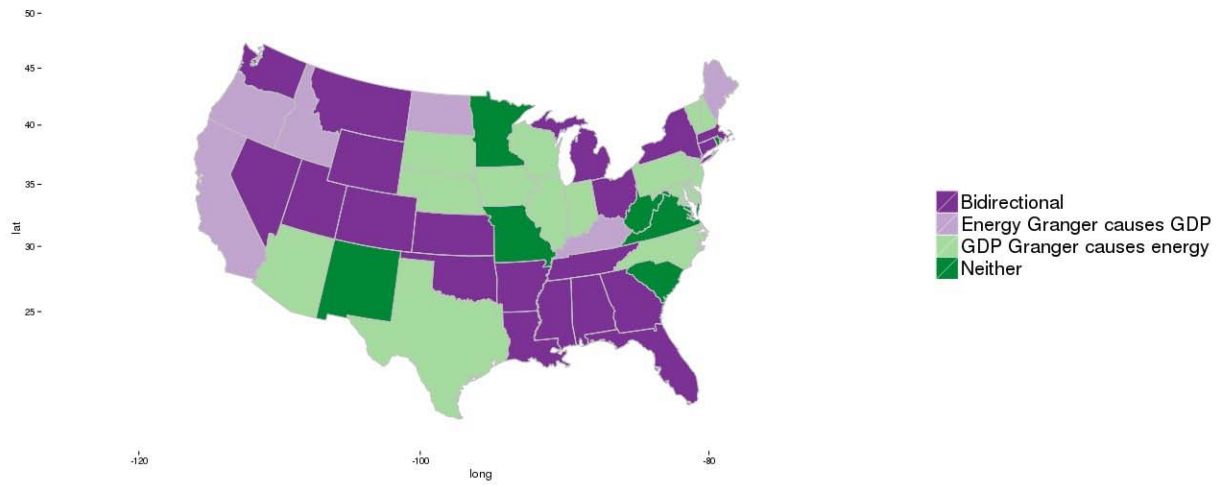 50
45
40
35
30
25
lat
-120
-100
-80
long
Bidirectional
Energy Granger causes GDP
GDP Granger causes energy
Neither